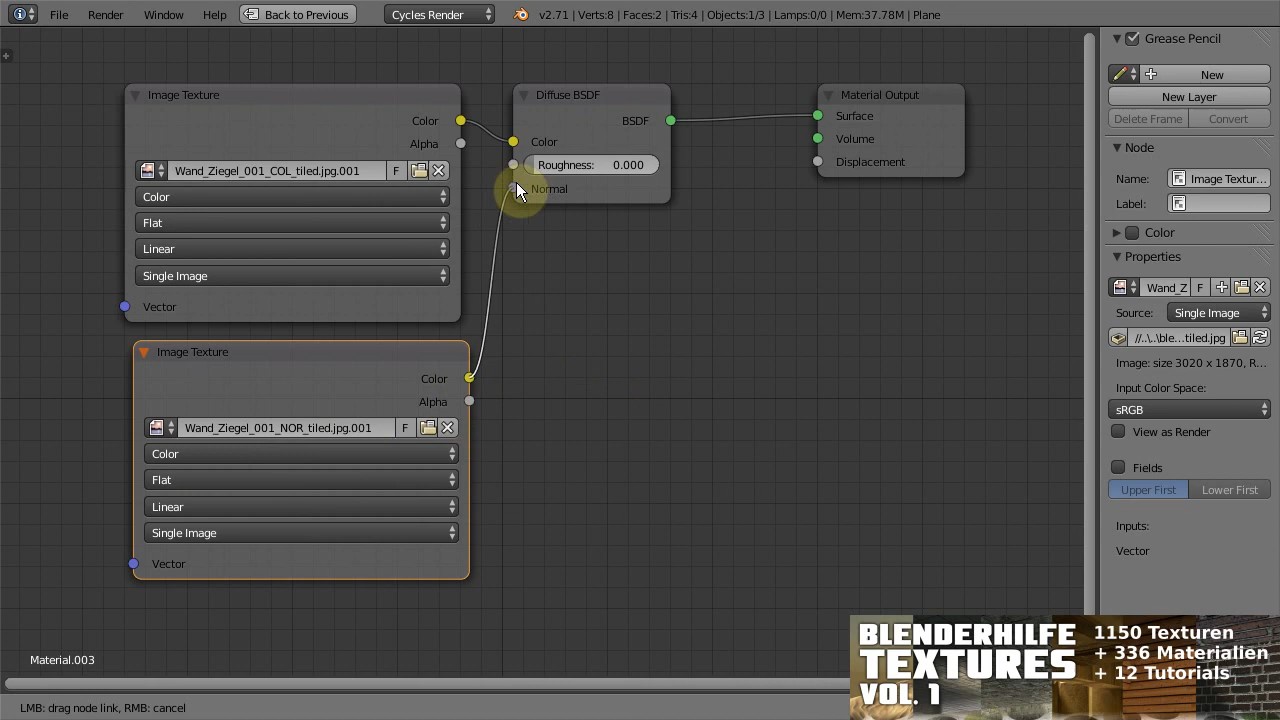 File Render Window Help Back to Previous Cycles Render v2.71 | Verts:8 | Faces:2 | Tris:4 | Objects:1/3 | Lamps:0/0 | Mem:37.78M | Plane
Image Texture
Color
Alpha
Wand_Ziegel_001_COL_tiled.jpg.001 F
Color
Flat
Linear
Single Image
Vector
Diffuse BSDF
BSDF
Color
Roughness: 0.000
Normal
Material Output
Surface
Volume
Displacement
Image Texture
Color
Alpha
Wand_Ziegel_001_NOR_tiled.jpg.001 F
Color
Flat
Linear
Single Image
Vector
Grease Pencil
New
New Layer
Delete Frame Convert
Node
Name: Image Textur...
Label:
Color
Properties
Wand_Z F
Source: Single Image
//..\..\ble...tiled.jpg
Image: size 3020 x 1870, R...
Input Color Space:
sRGB
View as Render
Fields
Upper First Lower First
Inputs:
Vector
Material.003
LMB: drag node link, RMB: cancel
BLENDERHILFE
TEXTURES
VOL. 1
1150 Texturen
+ 336 Materialien
+ 12 Tutorials